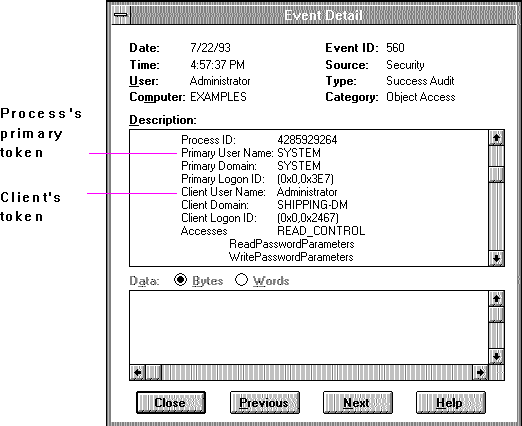 Event Detail
Date: 7/22/93 Event ID: 560
Time: 4:57:37 PM Source: Security
User: Administrator Type: Success Audit
Computer: EXAMPLES Category: Object Access
Description:
Process's
primary
token
Client's
token
Process ID: 4285929264
Primary User Name: SYSTEM
Primary Domain: SYSTEM
Primary Logon ID: (0x0,0x3E7)
Client User Name: Administrator
Client Domain: SHIPPING-DM
Client Logon ID: (0x0,0x2467)
Accesses READ_CONTROL
ReadPasswordParameters
WritePasswordParameters
Data: Bytes Words
Close Previous Next Help